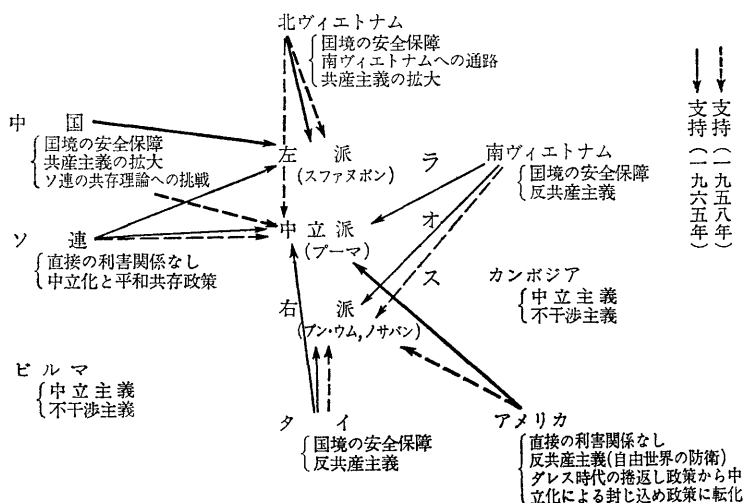 北ヴィエトナム
国境の安全保障
南ヴィエトナムへの通路
共産主義の拡大
支持（一九五八年）
支持（一九六五年）
中国
国境の安全保障
共産主義の拡大
ソ連の共存理論への挑戦
左派
(スファヌボン)
ラオス
南ヴィエトナム
国境の安全保障
反共産主義
ソ連
直接の利害関係なし
中立化と平和共存政策
中立派
(プーマ)
カンボジア
中立主義
不干渉主義
右派
(ブン・ウム,ノサバン)
ビルマ
中立主義
不干渉主義
タイ
国境の安全保障
反共産主義
アメリカ
直接の利害関係なし
反共産主義(自由世界の防衛)
ダレス時代の捲返し政策から中
立化による封じ込め政策に転化